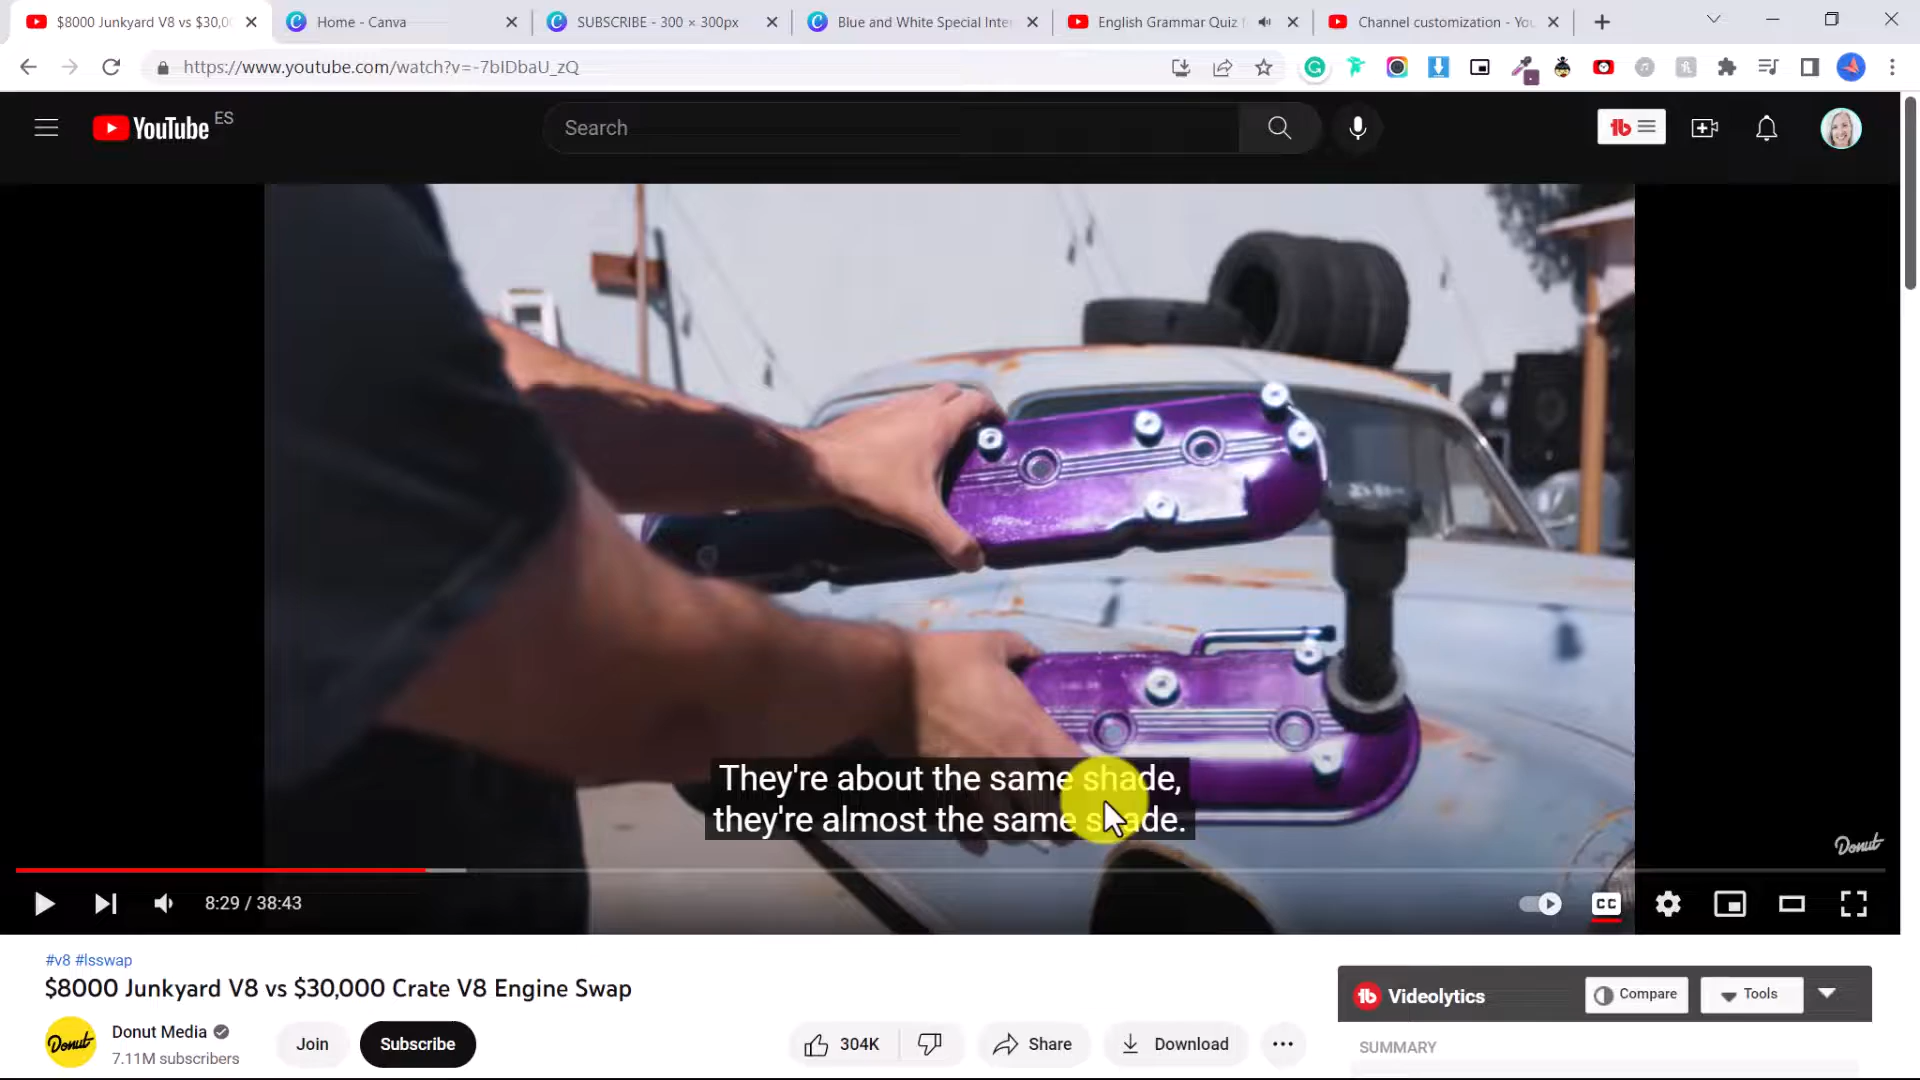 $8000 Junkyard V8 vs $30,0
Home - Canva
SUBSCRIBE - 300 × 300px
Blue and White Special Inte
English Grammar Quiz
Channel customization - You
https://www.youtube.com/watch?v=-7bIDbaU_zQ
YouTube ES
Search
They're about the same shade,
they're almost the same shade.
Donut
8:29 / 38:43
CC
#v8 #lsswap
$8000 Junkyard V8 vs $30,000 Crate V8 Engine Swap
Videolytics
Compare
Tools
Donut
Donut Media
7.11M subscribers
Join
Subscribe
304K
Share
Download
SUMMARY